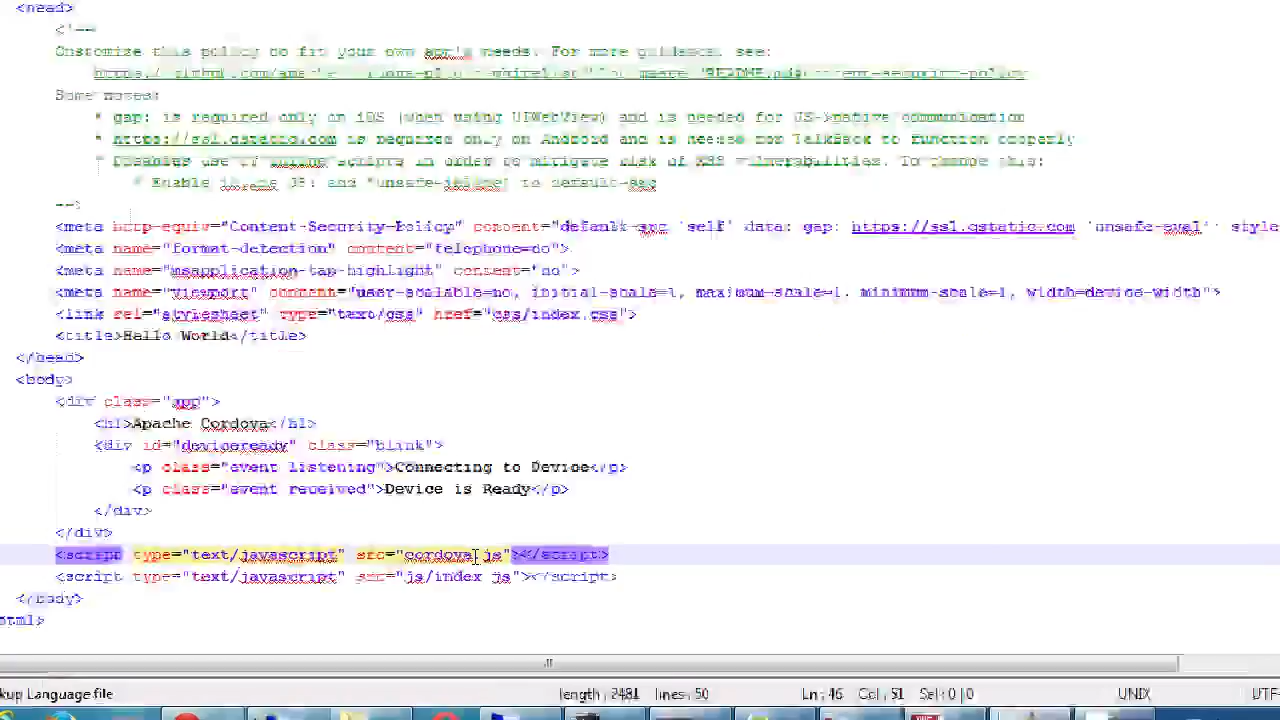 <head>
<!--
Customize this policy to fit your own app's needs. For more guidance, see:
Some notes:
* gap: is required only on iOS (when using UIWebView) and is needed for JS->native communication
* https://ssl.gstatic.com is required only on Android and is needed for TalkBack to function properly
* Disables use of inline scripts in order to mitigate risk of XSS vulnerabilities. To change this:
* Enable inline JS: add 'unsafe-inline' to default-src
-->
<meta http-equiv="Content-Security-Policy" content="default-src 'self' data: gap: https://ssl.gstatic.com 'unsafe-eval'; style
<meta name="format-detection" content="telephone=no">
<meta name="msapplication-tap-highlight" content="no">
<meta name="viewport" content="user-scalable=no, initial-scale=1, maximum-scale=1, minimum-scale=1, width=device-width">
<link rel="stylesheet" type="text/css" href="css/index.css">
<title>Hello World</title>
</head>
<body>
<div class="app">
<h1>Apache Cordova</h1>
<div id="deviceready" class="blink">
<p class="event listening">Connecting to Device</p>
<p class="event received">Device is Ready</p>
</div>
</div>
<script type="text/javascript" src="cordova.js"></script>
<script type="text/javascript" src="js/index.js"></script>
</body>
html>
kup Language file length : 2481 lines : 50 Ln : 46 Col : 51 Sel : 0 | 0 UNIX UTF-